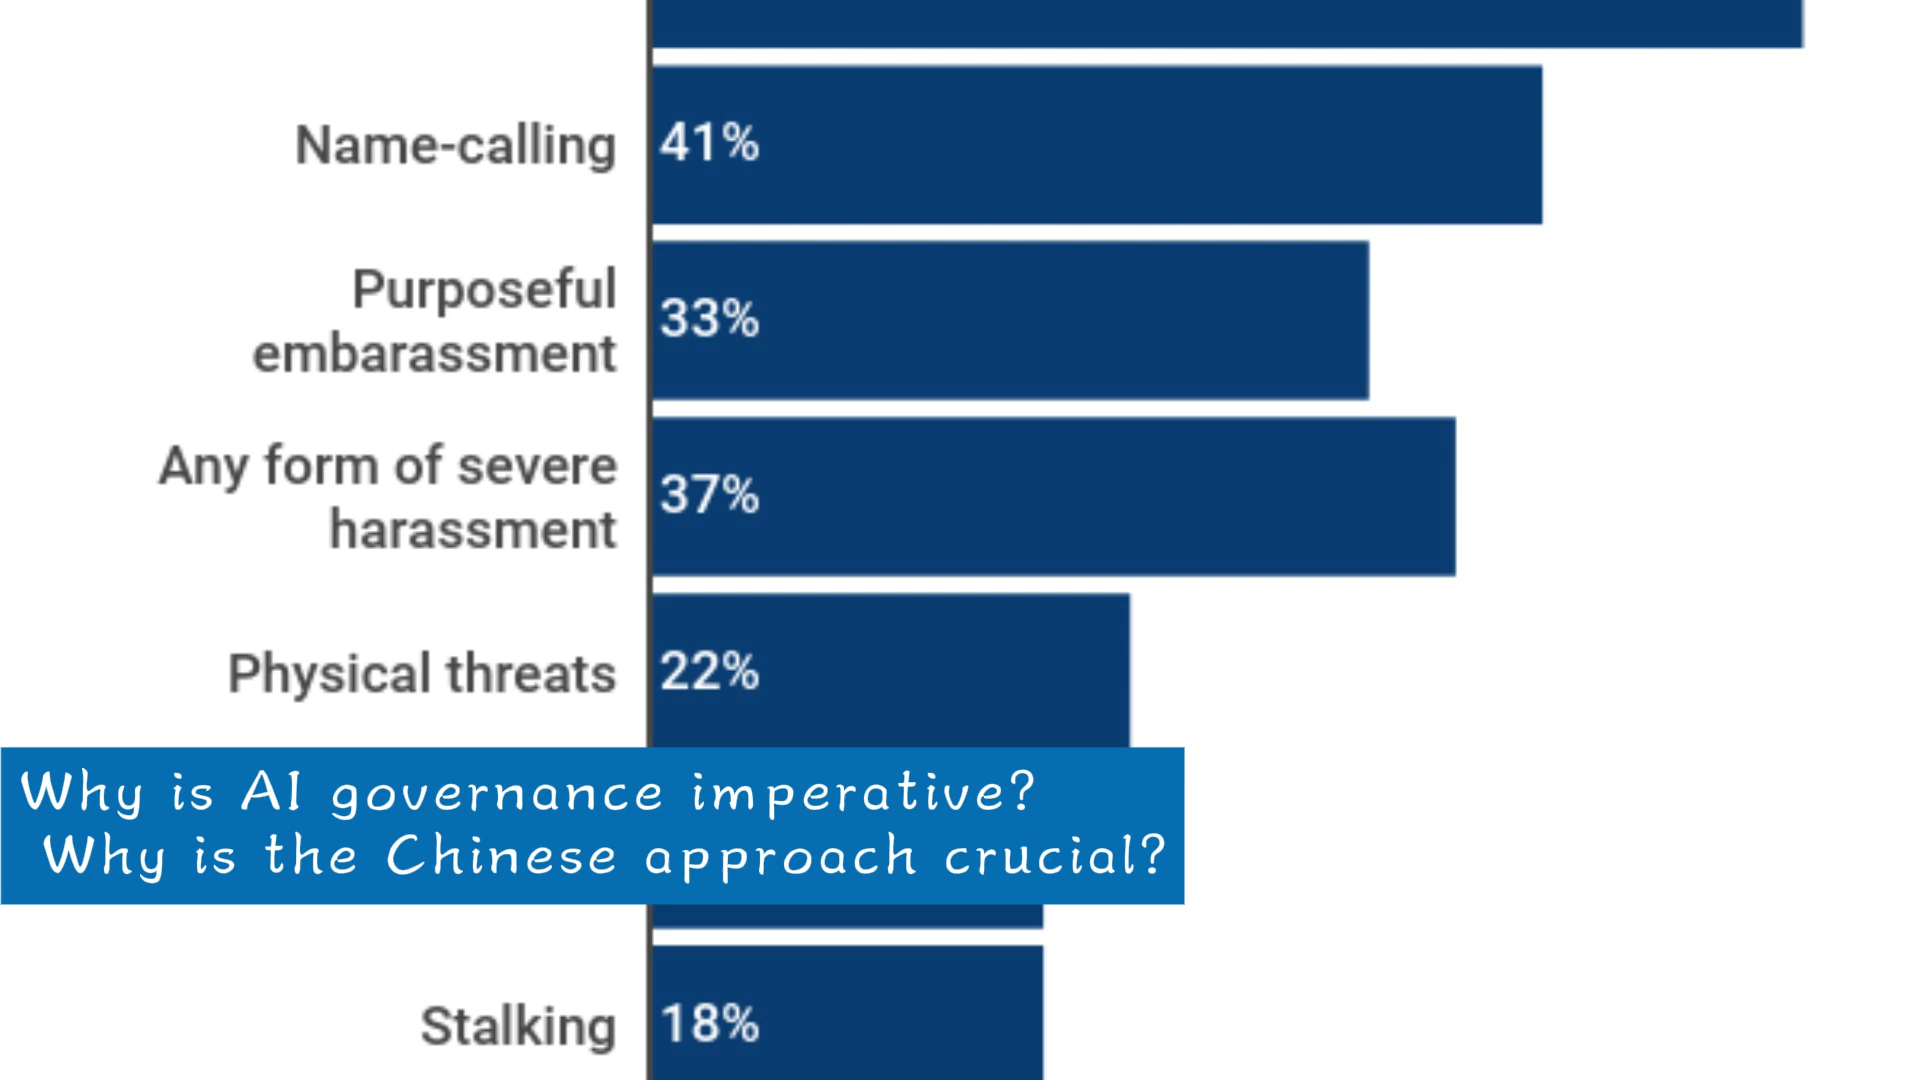 Name-calling
41%
Purposeful
embarassment
33%
Any form of severe
harassment
37%
Physical threats
22%
Why is AI governance imperative?
Why is the Chinese approach crucial?
Stalking
18%